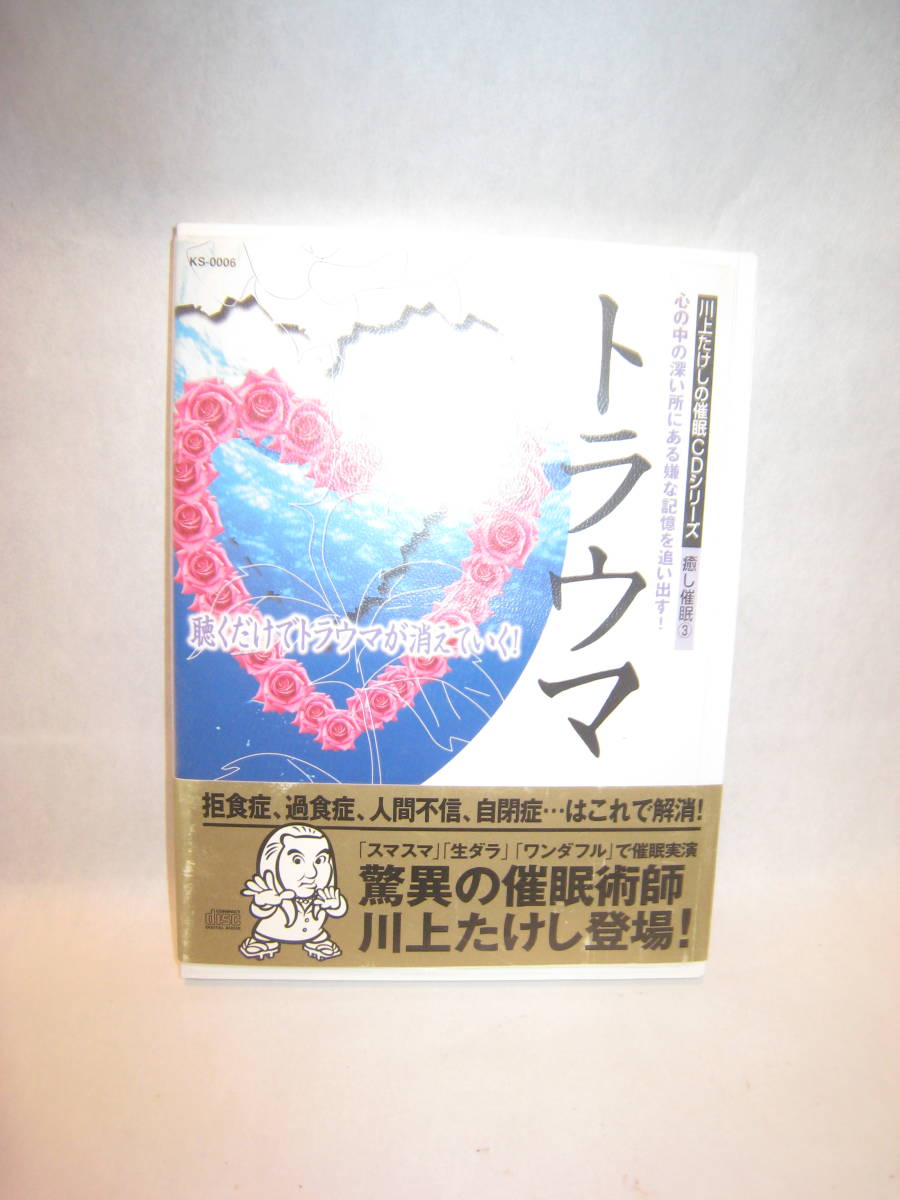 KS-0006
川上たけしの催眠CDシリーズ 癒し催眠③
心の中の深い所にある嫌な記憶を追い出す!
トラウマ
聴くだけでトラウマが消えていく!
拒食症、過食症、人間不信、自閉症…はこれで解消!
「スマスマ」「生ダラ」「ワンダフル」で催眠実演
驚異の催眠術師
川上たけし登場!
COMPACT
disc
DIGITAL AUDIO